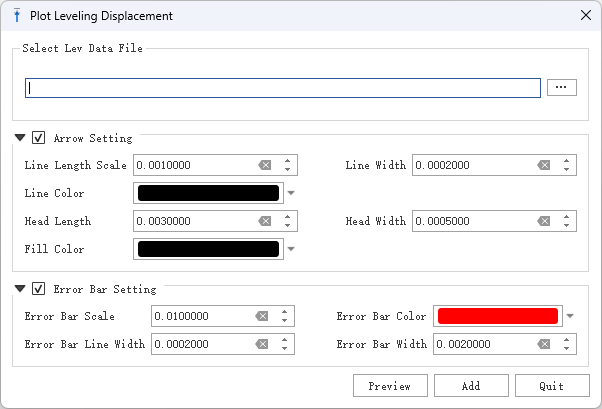 Plot Leveling Displacement
Select Lev Data File
...
Arrow Setting
Line Length Scale 0.0010000 Line Width 0.0002000
Line Color
Head Length 0.0030000 Head Width 0.0005000
Fill Color
Error Bar Setting
Error Bar Scale 0.0100000 Error Bar Color
Error Bar Line Width 0.0002000 Error Bar Width 0.0020000
Preview Add Quit